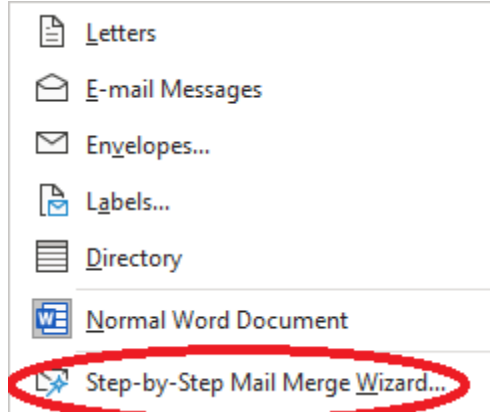 Letters
E-mail Messages
Envelopes...
Labels...
Directory
Normal Word Document
Step-by-Step Mail Merge Wizard...